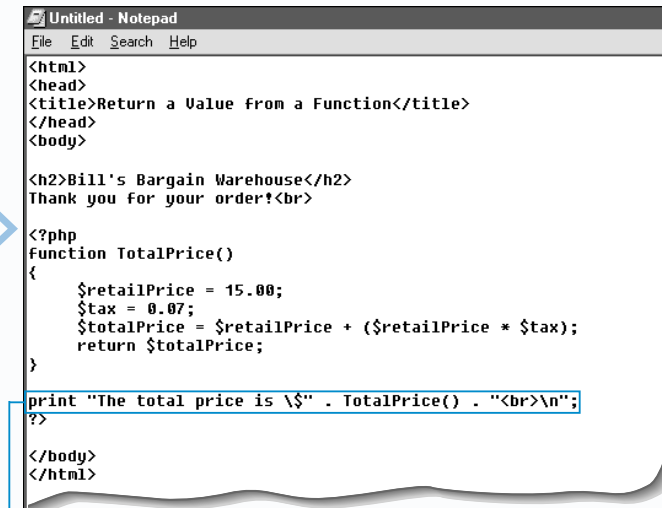 Untitled - Notepad
File Edit Search Help
<html>
<head>
<title>Return a Value from a Function</title>
</head>
<body>
<h2>Bill's Bargain Warehouse</h2>
Thank you for your order!<br>
<?php
function TotalPrice()
{
$retailPrice = 15.00;
$tax = 0.07;
$totalPrice = $retailPrice + ($retailPrice * $tax);
return $totalPrice;
}
print "The total price is \$" . TotalPrice() . "<br>\n";
?>
</body>
</html>